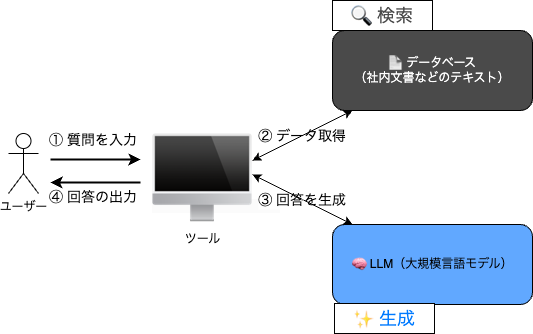 🔍 検索
📄 データベース
（社内文書などのテキスト）
① 質問を入力
② データ取得
④ 回答の出力
③ 回答を生成
ユーザー
ツール
🧠 LLM（大規模言語モデル）
✨ 生成